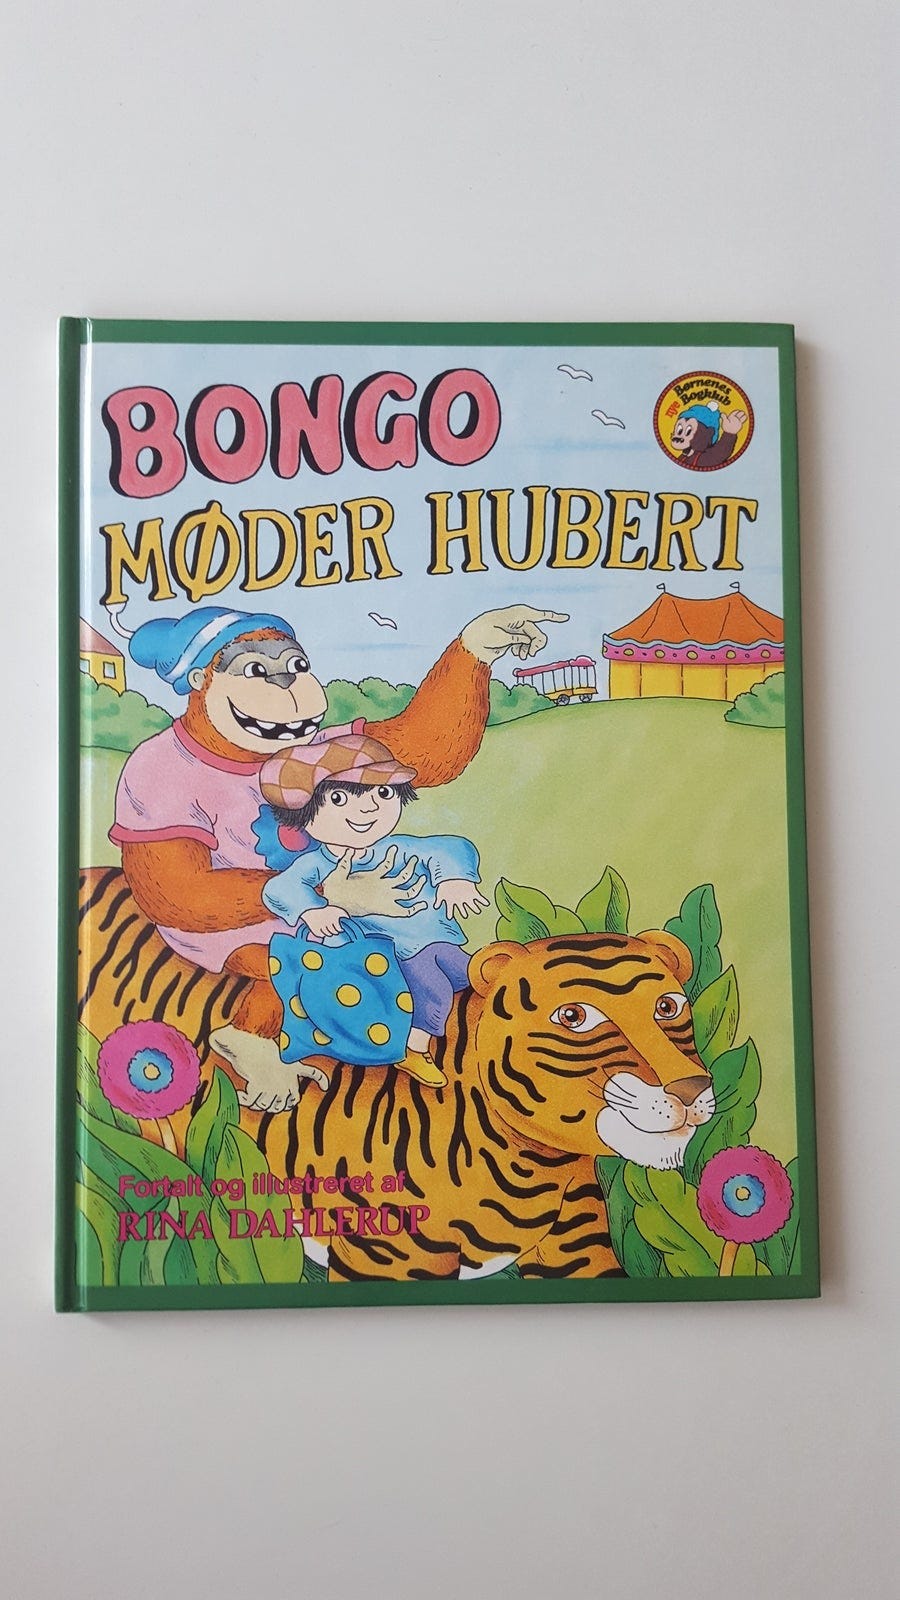 BONGO
MØDER HUBERT
Børnenes
nye Bogklub
Fortalt og illustreret af
RINA DAHLERUP